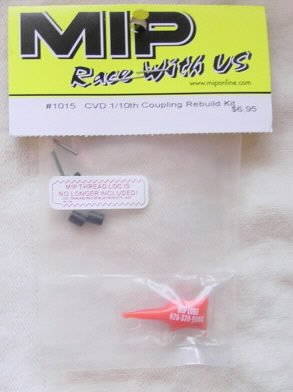 MIP
Race With US
www.miponline.com
#1015 CVD 1/10th Coupling Rebuild Kit
$6.95
MIP THREAD LOC IS
NO LONGER INCLUDED!